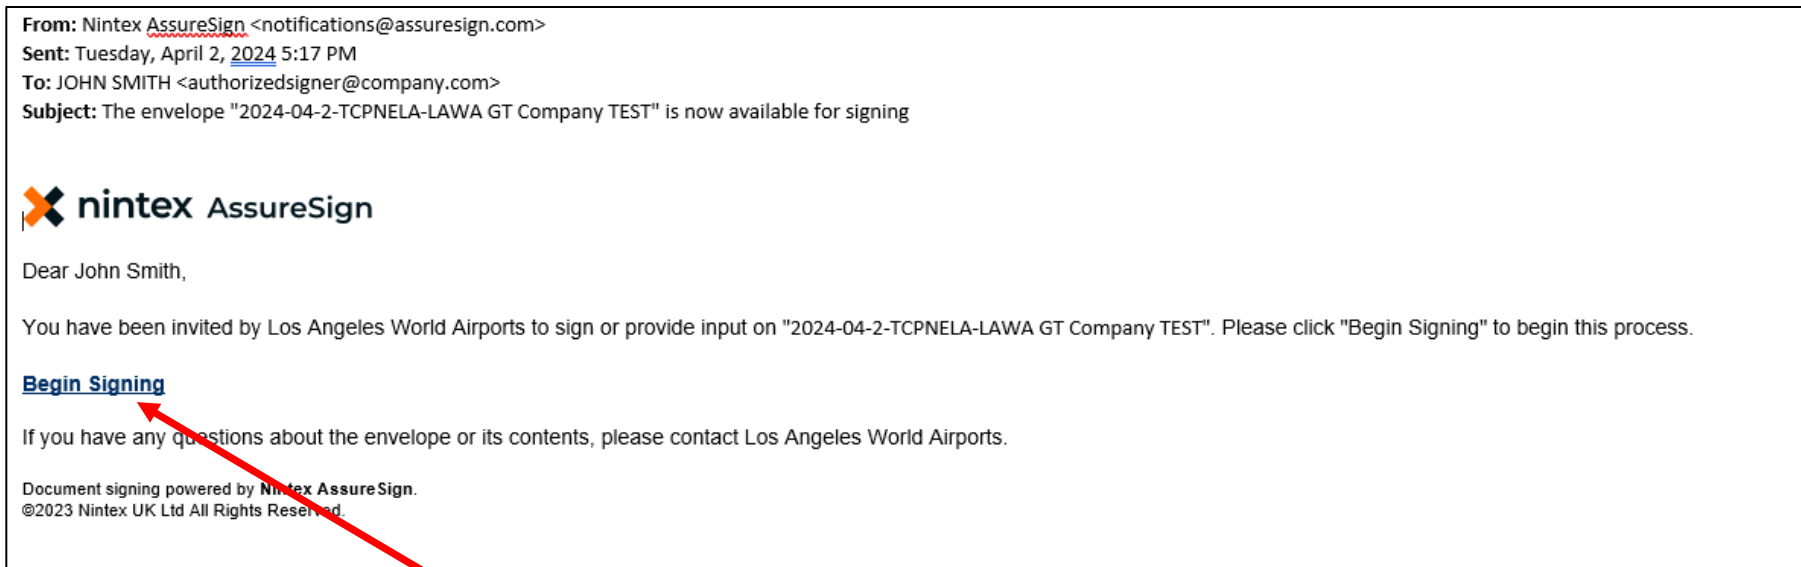 From: Nintex AssureSign <notifications@assuresign.com>
Sent: Tuesday, April 2, 2024 5:17 PM
To: JOHN SMITH <authorizedsigner@company.com>
Subject: The envelope "2024-04-2-TCPNELA-LAWA GT Company TEST" is now available for signing
nintex AssureSign
Dear John Smith,
You have been invited by Los Angeles World Airports to sign or provide input on "2024-04-2-TCPNELA-LAWA GT Company TEST". Please click "Begin Signing" to begin this process.
Begin Signing
If you have any questions about the envelope or its contents, please contact Los Angeles World Airports.
Document signing powered by Nintex AssureSign.
©2023 Nintex UK Ltd All Rights Reserved.